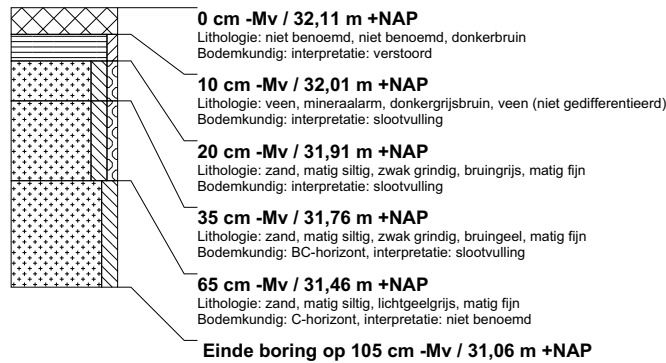 0 cm -Mv / 32,11 m +NAP
Lithologie: niet benoemd, niet benoemd, donkerbruin
Bodemkundig: interpretatie: verstoord
10 cm -Mv / 32,01 m +NAP
Lithologie: veen, mineraalarm, donkergrijsbruin, veen (niet gedifferentieerd)
Bodemkundig: interpretatie: slootvulling
20 cm -Mv / 31,91 m +NAP
Lithologie: zand, matig siltig, zwak grindig, bruingrijs, matig fijn
Bodemkundig: interpretatie: slootvulling
35 cm -Mv / 31,76 m +NAP
Lithologie: zand, matig siltig, zwak grindig, bruingeel, matig fijn
Bodemkundig: BC-horizont, interpretatie: slootvulling
65 cm -Mv / 31,46 m +NAP
Lithologie: zand, matig siltig, lichtgeelgrijs, matig fijn
Bodemkundig: C-horizont, interpretatie: niet benoemd
Einde boring op 105 cm -Mv / 31,06 m +NAP